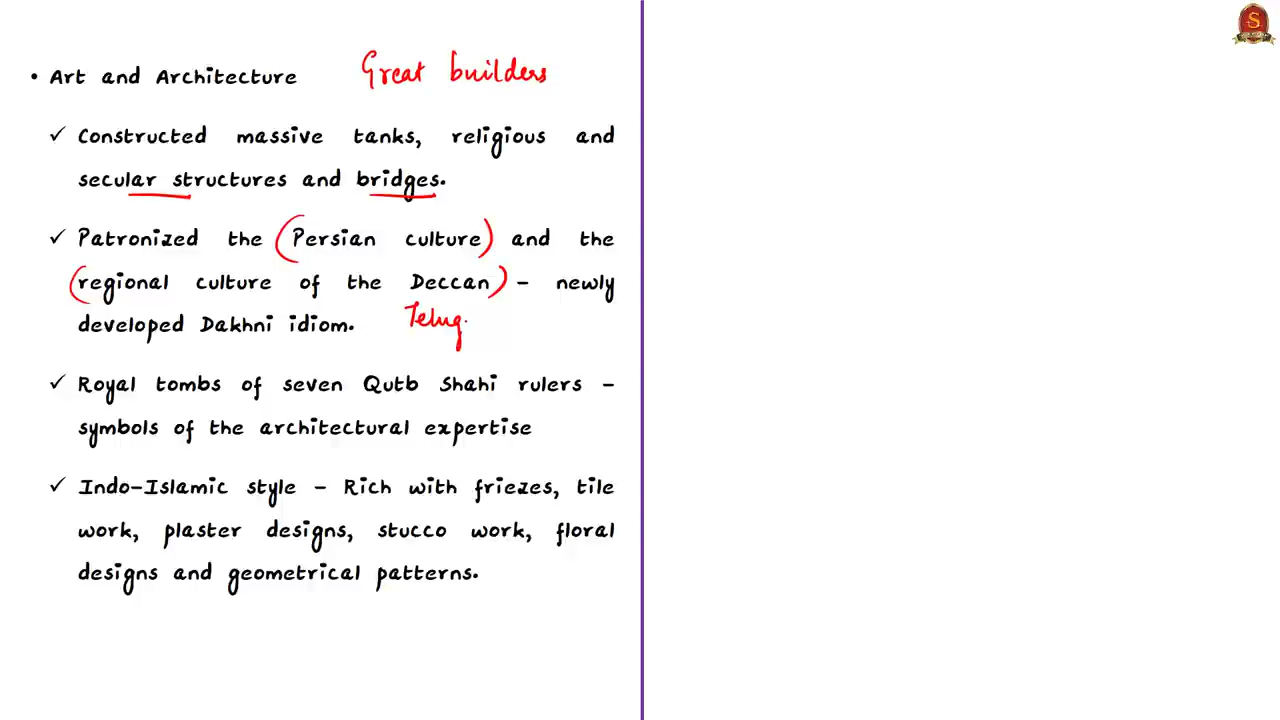 • Art and Architecture Great builders
✓ Constructed massive tanks, religious and
secular structures and bridges.
✓ Patronized the (Persian culture) and the
(regional culture of the Deccan) – newly
developed Dakhni idiom. Telug
✓ Royal tombs of seven Qutb Shahi rulers –
symbols of the architectural expertise
✓ Indo-Islamic style – Rich with friezes, tile
work, plaster designs, stucco work, floral
designs and geometrical patterns.
S